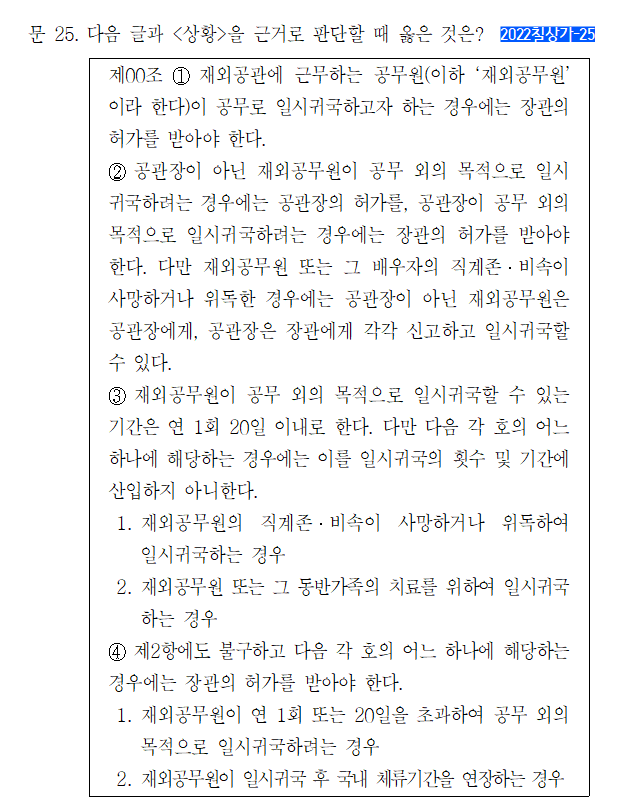 문 25. 다음 글과 <상황>을 근거로 판단할 때 옳은 것은? 2022칠상가-25
제00조 ① 재외공관에 근무하는 공무원(이하 ‘재외공무원’
이라 한다)이 공무로 일시귀국하고자 하는 경우에는 장관의
허가를 받아야 한다.
② 공관장이 아닌 재외공무원이 공무 외의 목적으로 일시
귀국하려는 경우에는 공관장의 허가를, 공관장이 공무 외의
목적으로 일시귀국하려는 경우에는 장관의 허가를 받아야
한다. 다만 재외공무원 또는 그 배우자의 직계존·비속이
사망하거나 위독한 경우에는 공관장이 아닌 재외공무원은
공관장에게, 공관장은 장관에게 각각 신고하고 일시귀국할
수 있다.
③ 재외공무원이 공무 외의 목적으로 일시귀국할 수 있는
기간은 연 1회 20일 이내로 한다. 다만 다음 각 호의 어느
하나에 해당하는 경우에는 이를 일시귀국의 횟수 및 기간에
산입하지 아니한다.
1. 재외공무원의 직계존·비속이 사망하거나 위독하여
일시귀국하는 경우
2. 재외공무원 또는 그 동반가족의 치료를 위하여 일시귀국
하는 경우
④ 제2항에도 불구하고 다음 각 호의 어느 하나에 해당하는
경우에는 장관의 허가를 받아야 한다.
1. 재외공무원이 연 1회 또는 20일을 초과하여 공무 외의
목적으로 일시귀국하려는 경우
2. 재외공무원이 일시귀국 후 국내 체류기간을 연장하는 경우